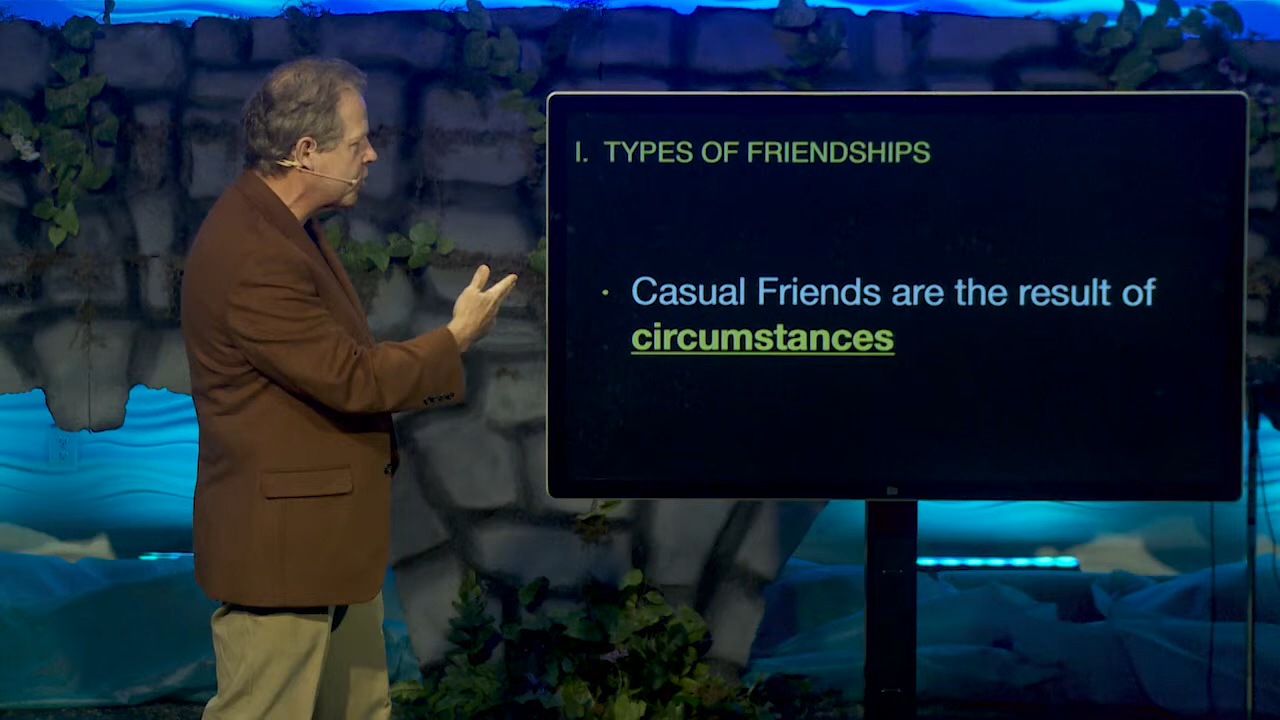 I. TYPES OF FRIENDSHIPS
· Casual Friends are the result of
circumstances